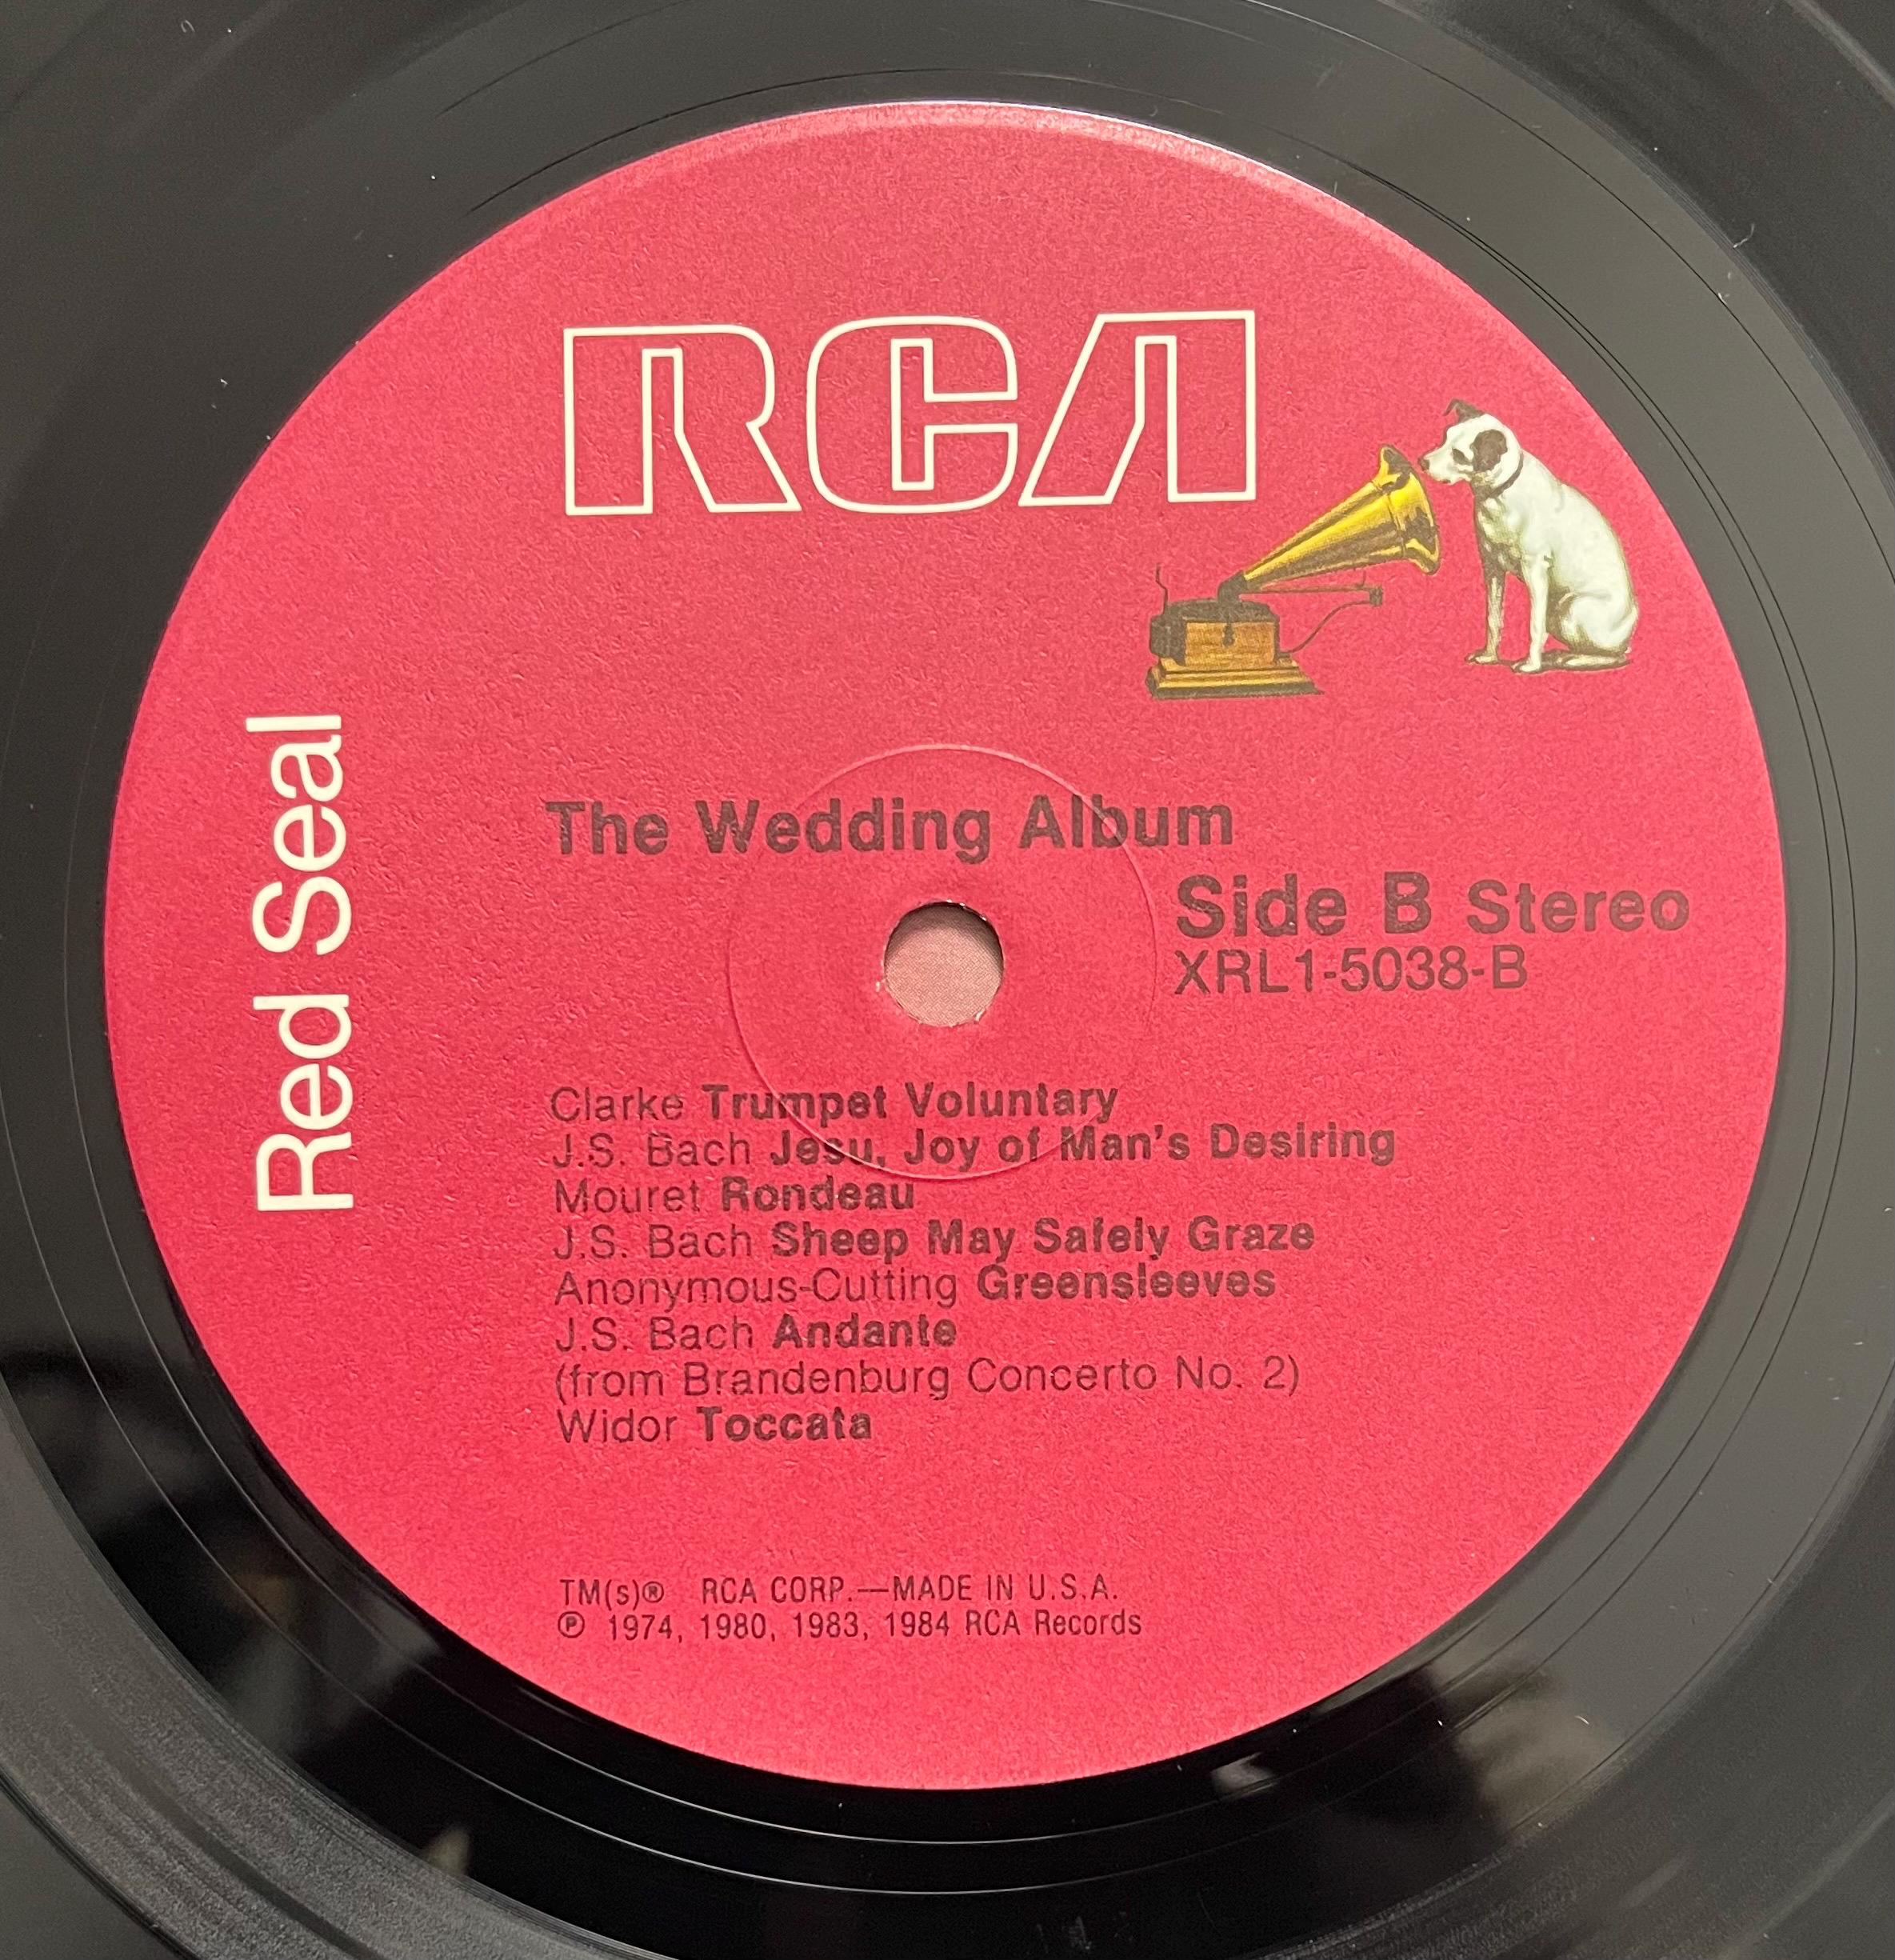 RCA
Red Seal
The Wedding Album
Side B Stereo
XRL1-5038-B
Clarke Trumpet Voluntary
J.S. Bach Jesu, Joy of Man's Desiring
Mouret Rondeau
J.S. Bach Sheep May Safely Graze
Anonymous-Cutting Greensleeves
J.S. Bach Andante
(from Brandenburg Concerto No. 2)
Widor Toccata
TM(s)® RCA CORP.—MADE IN U.S.A.
℗ 1974, 1980, 1983, 1984 RCA Records